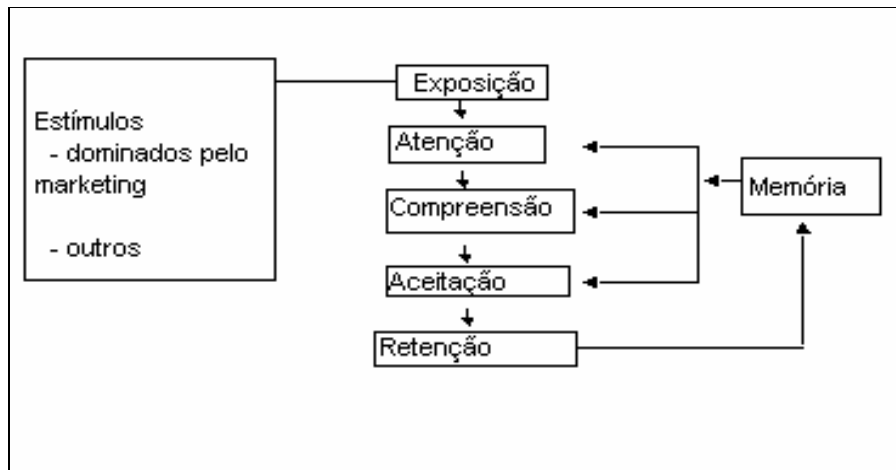 Estímulos
- dominados pelo
marketing
- outros
Exposição
Atenção
Compreensão
Aceitação
Retenção
Memória